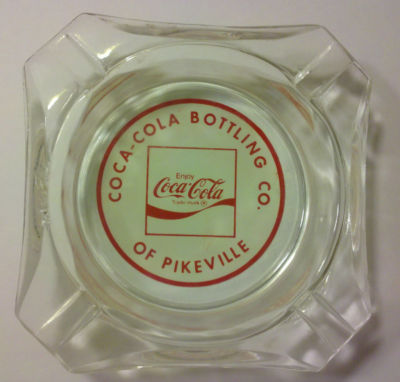 COCA-COLA BOTTLING CO.
Enjoy
Coca-Cola
Trade-mark ®
OF PIKEVILLE